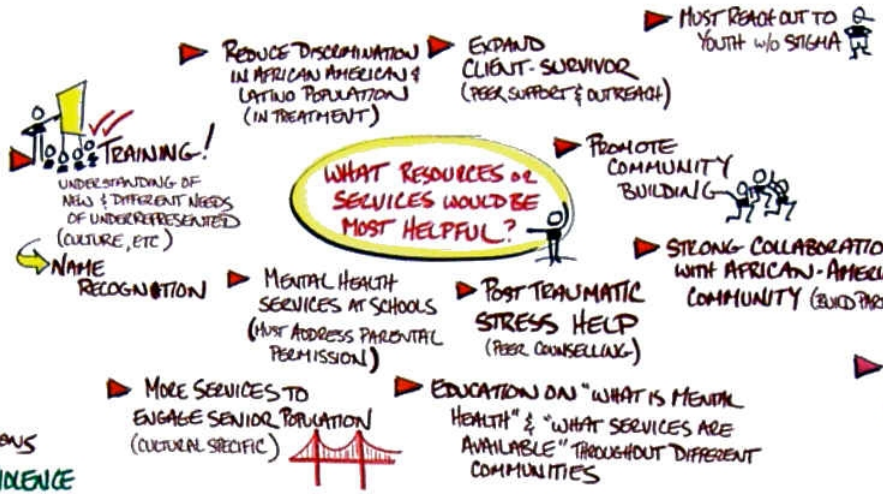 MUST REACH OUT TO
YOUTH W/O STIGMA
REDUCE DISCRIMINATION
IN AFRICAN AMERICAN &
LATINO POPULATION
(IN TREATMENT)
EXPAND
CLIENT-SURVIVOR
(PEER SUPPORT & OUTREACH)
TRAINING!
UNDERSTANDING OF
NEW & DIFFERENT NEEDS
OF UNDERREPRESENTED
(CULTURE, ETC)
NAME
RECOGNITION
WHAT RESOURCES OR
SERVICES WOULD BE
MOST HELPFUL?
PROMOTE
COMMUNITY
BUILDING
STRONG COLLABORATIO
WITH AFRICAN-AMERI
COMMUNITY (BUILD PAR
MENTAL HEALTH
SERVICES AT SCHOOLS
(MUST ADDRESS PARENTAL
PERMISSION)
POST TRAUMATIC
STRESS HELP
(PEER COUNSELLING)
MORE SERVICES TO
ENGAGE SENIOR POPULATION
(CULTURAL SPECIFIC)
EDUCATION ON "WHAT IS MENTAL
HEALTH" & "WHAT SERVICES ARE
AVAILABLE" THROUGHOUT DIFFERENT
COMMUNITIES
IOLENCE